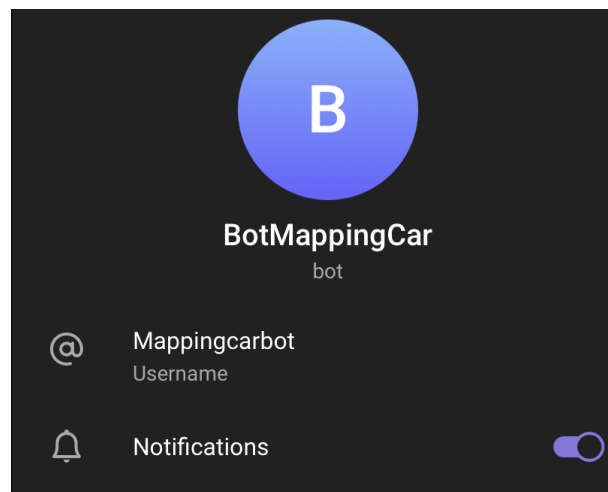 B
BotMappingCar
bot
Mappingcarbot
Username
Notifications